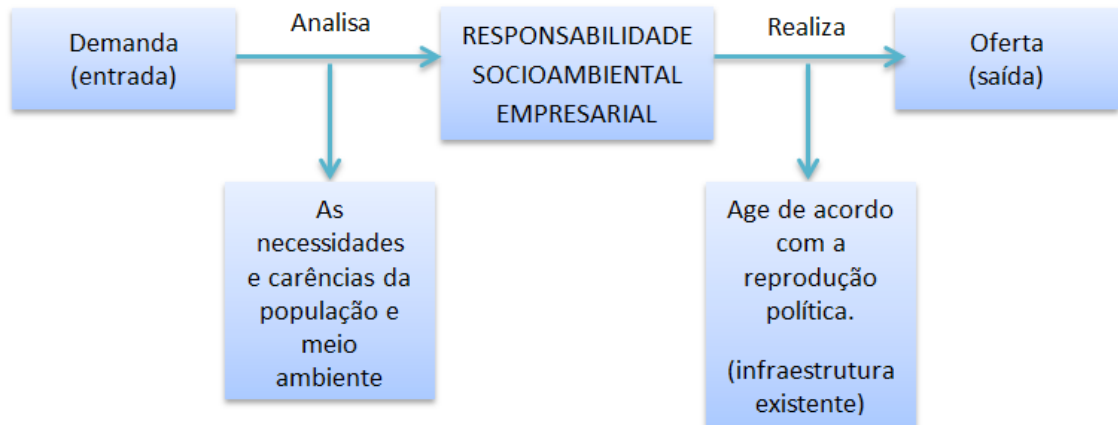 Demanda
(entrada)
Analisa
RESPONSABILIDADE
SOCIOAMBIENTAL
EMPRESARIAL
Realiza
Oferta
(saída)
As
necessidades
e carências da
população e
meio
ambiente
Age de acordo
com a
reprodução
política.
(infraestrutura
existente)